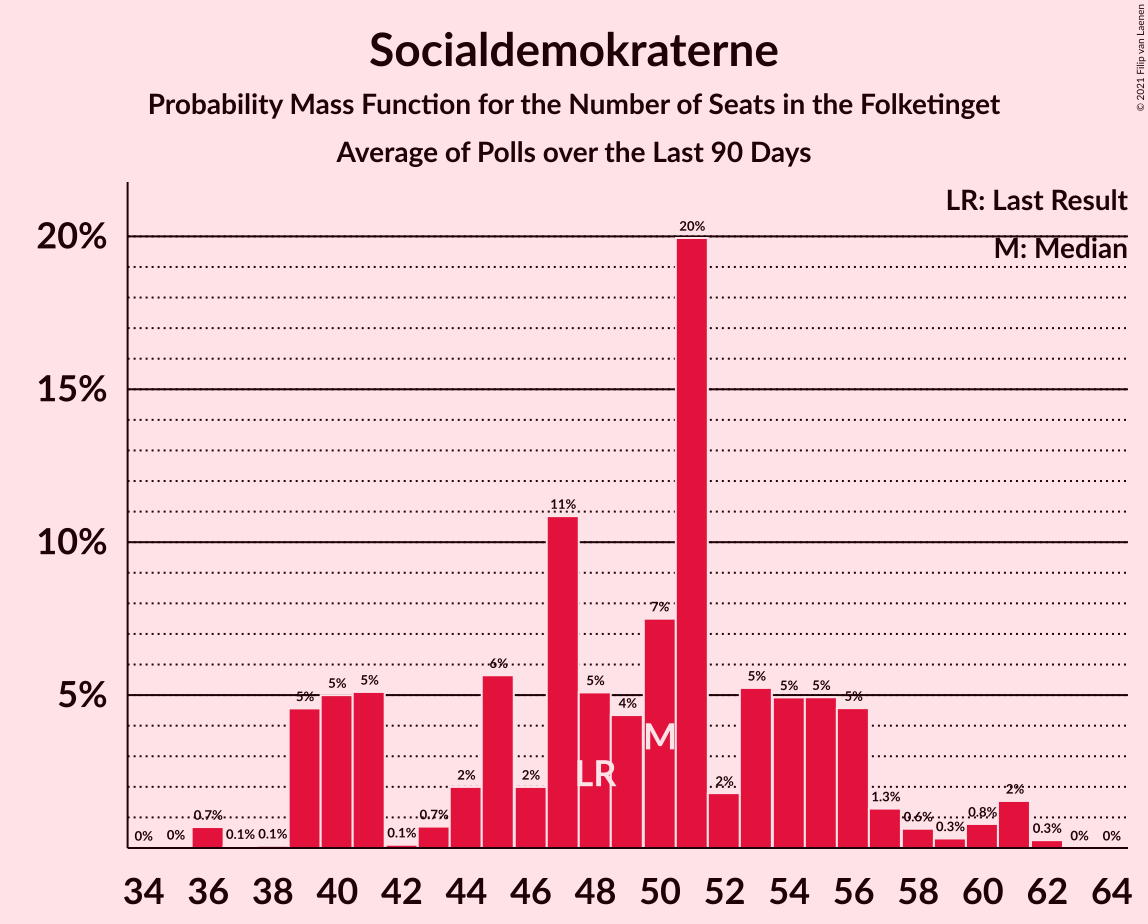 Socialdemokraterne
Probability Mass Function for the Number of Seats in the Folketinget
Average of Polls over the Last 90 Days
© 2021 Filip van Laenen
LR: Last Result
M: Median
20%
15%
10%
5%
0% 0% 0.7% 0.1% 0.1% 5% 5% 5% 0.1% 0.7% 2% 6% 2% 11% 5% 4% 7% 20% 2% 5% 5% 5% 5% 1.3% 0.6% 0.3% 0.8% 2% 0.3% 0% 0%
LR M
34 36 38 40 42 44 46 48 50 52 54 56 58 60 62 64